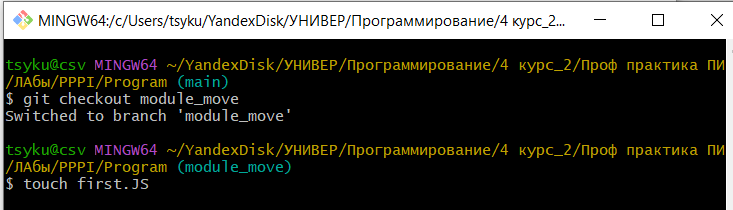 MINGW64:/c/Users/tsyku/YandexDisk/УНИВЕР/Программирование/4 курс_2/Проф...
tsyku@csv MINGW64 ~/YandexDisk/УНИВЕР/Программирование/4 курс_2/Проф практика ПИ
/ЛАбы/PPPI/Program (main)
$ git checkout module_move
Switched to branch 'module_move'
tsyku@csv MINGW64 ~/YandexDisk/УНИВЕР/Программирование/4 курс_2/Проф практика ПИ
/ЛАбы/PPPI/Program (module_move)
$ touch first.JS